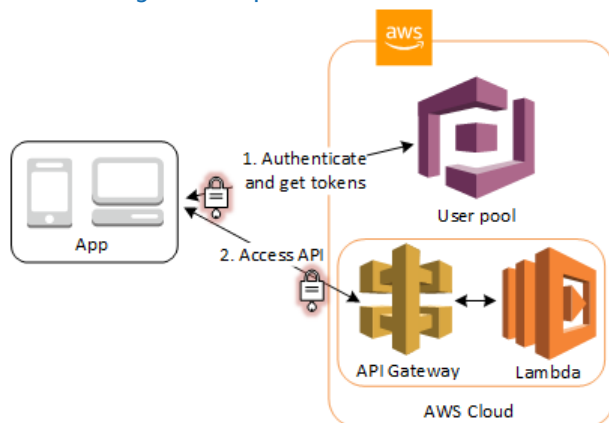 aws
1. Authenticate
and get tokens
User pool
App
2. Access API
API Gateway
Lambda
AWS Cloud